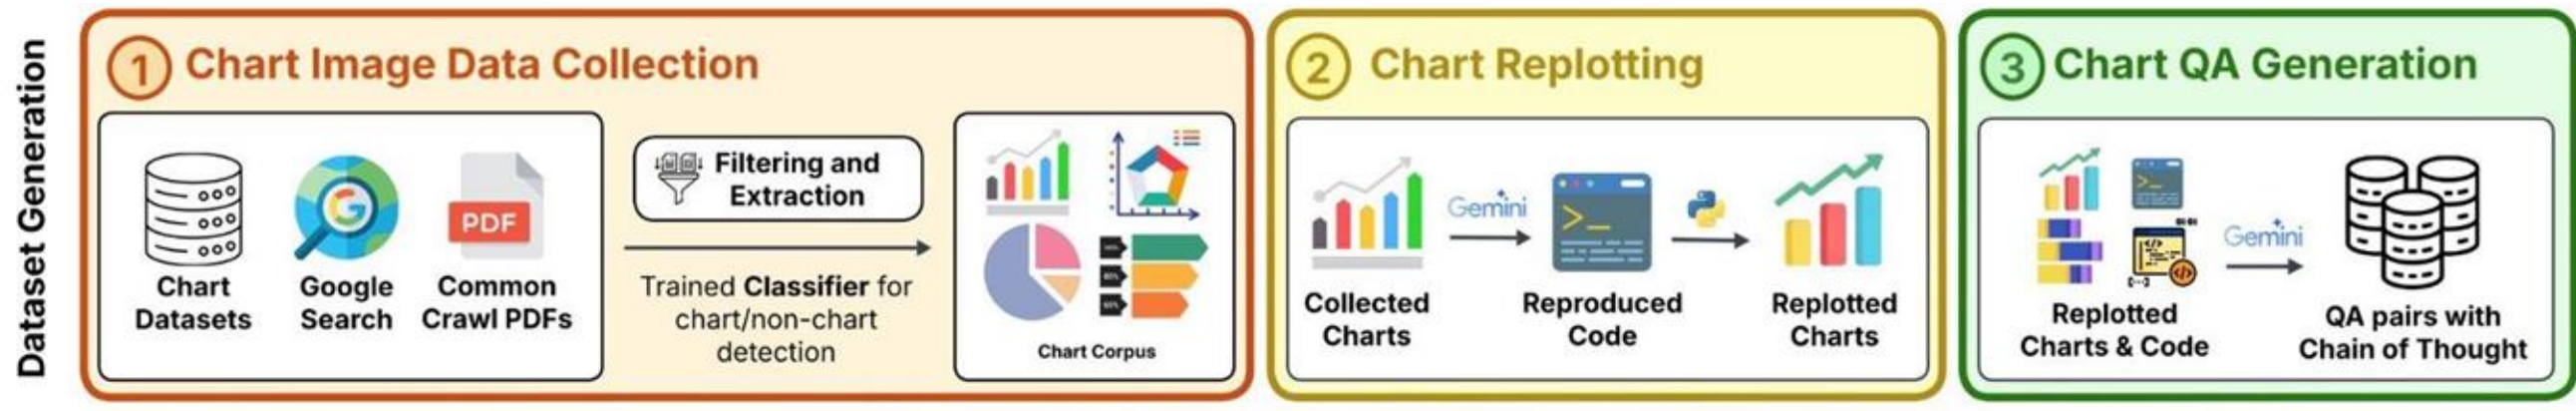 Dataset Generation
1 Chart Image Data Collection
Chart
Datasets
Google
Search
PDF
Common
Crawl PDFs
Filtering and
Extraction
Trained Classifier for
chart/non-chart
detection
Chart Corpus
2 Chart Replotting
Collected
Charts
Gemini
>_
Reproduced
Code
Replotted
Charts
3 Chart QA Generation
>_
</>
Replotted
Charts & Code
Gemini
QA pairs with
Chain of Thought